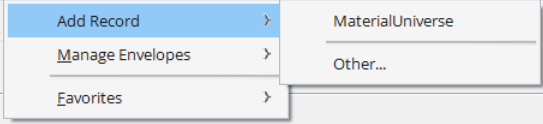 Add Record
Manage Envelopes
Favorites
MaterialUniverse
Other...